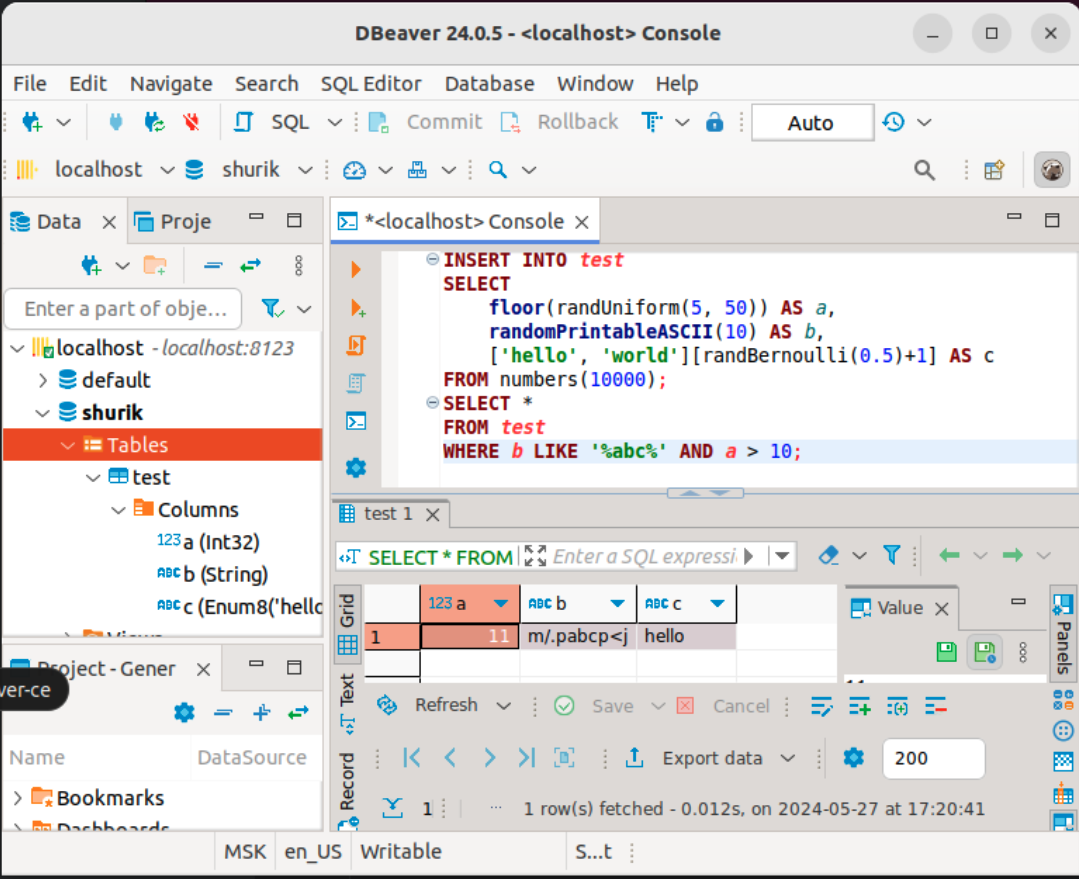 DBeaver 24.0.5 - <localhost> Console
File Edit Navigate Search SQL Editor Database Window Help
SQL Commit Rollback Auto
localhost shurik
Data Proje
Enter a part of obje...
localhost - localhost:8123
default
shurik
Tables
test
Columns
123 a (Int32)
ABC b (String)
ABC c (Enum8('hello
Views
*<localhost> Console
INSERT INTO test
SELECT
floor(randUniform(5, 50)) AS a,
randomPrintableASCII(10) AS b,
['hello', 'world'][randBernoulli(0.5)+1] AS c
FROM numbers(10000);
SELECT *
FROM test
WHERE b LIKE '%abc%' AND a > 10;
test 1
SELECT * FROM Enter a SQL expressi
Grid
Text
Record
123 a ABC b ABC c
1 11 m/.pabcp<j hello
Value
Panels
Refresh Save Cancel
Export data 200
1 ... 1 row(s) fetched - 0.012s, on 2024-05-27 at 17:20:41
Project - Gener
ver-ce
Name DataSource
Bookmarks
Dashboards
MSK en_US Writable S...t